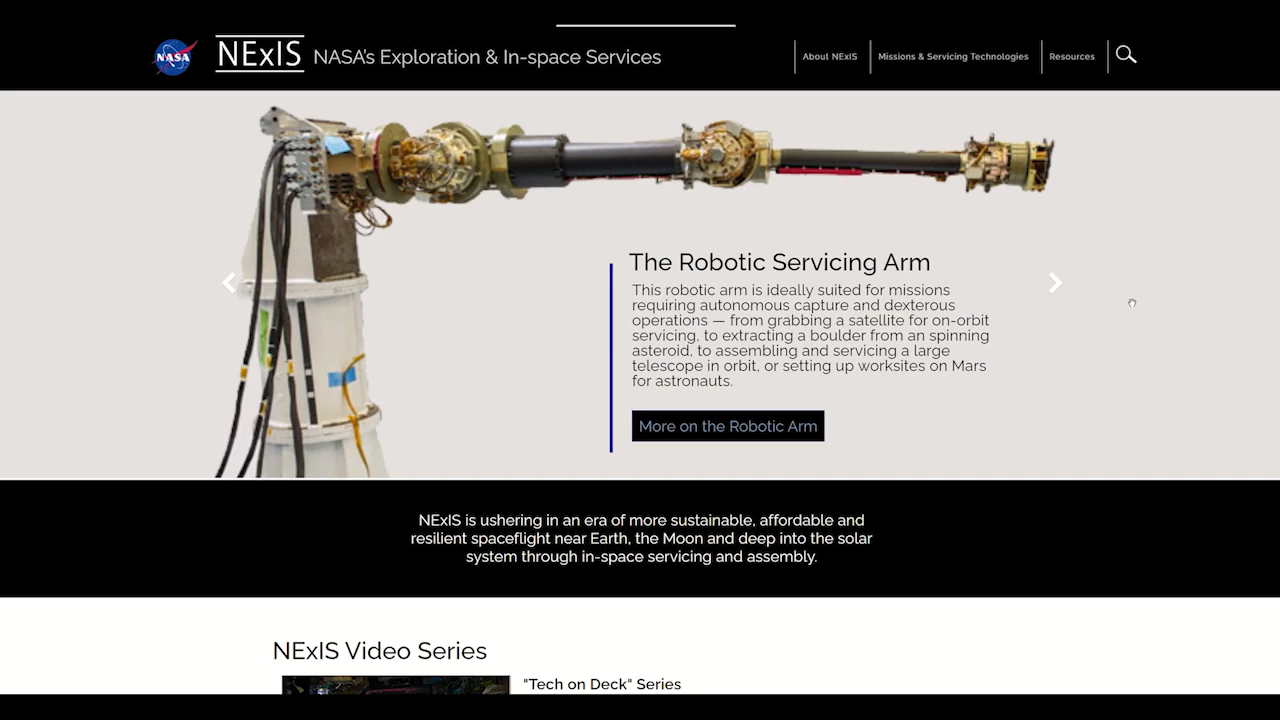 NASA
NExIS
NASA's Exploration & In-space Services
About NExIS
Missions & Servicing Technologies
Resources
The Robotic Servicing Arm
This robotic arm is ideally suited for missions
requiring autonomous capture and dexterous
operations — from grabbing a satellite for on-orbit
servicing, to extracting a boulder from an spinning
asteroid, to assembling and servicing a large
telescope in orbit, or setting up worksites on Mars
for astronauts.
More on the Robotic Arm
NExIS is ushering in an era of more sustainable, affordable and
resilient spaceflight near Earth, the Moon and deep into the solar
system through in-space servicing and assembly.
NExIS Video Series
"Tech on Deck" Series